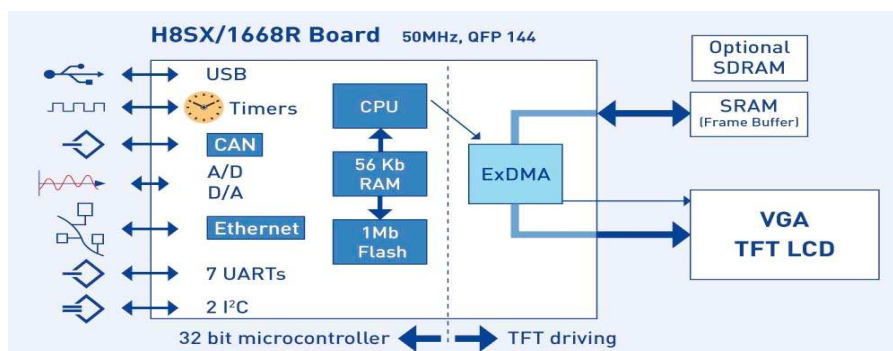 H8SX/1668R Board 50MHz, QFP 144
USB
Timers
CAN
A/D
D/A
Ethernet
7 UARTs
2 I²C
CPU
56 Kb
RAM
1Mb
Flash
ExDMA
Optional
SDRAM
SRAM
(Frame Buffer)
VGA
TFT LCD
32 bit microcontroller
TFT driving